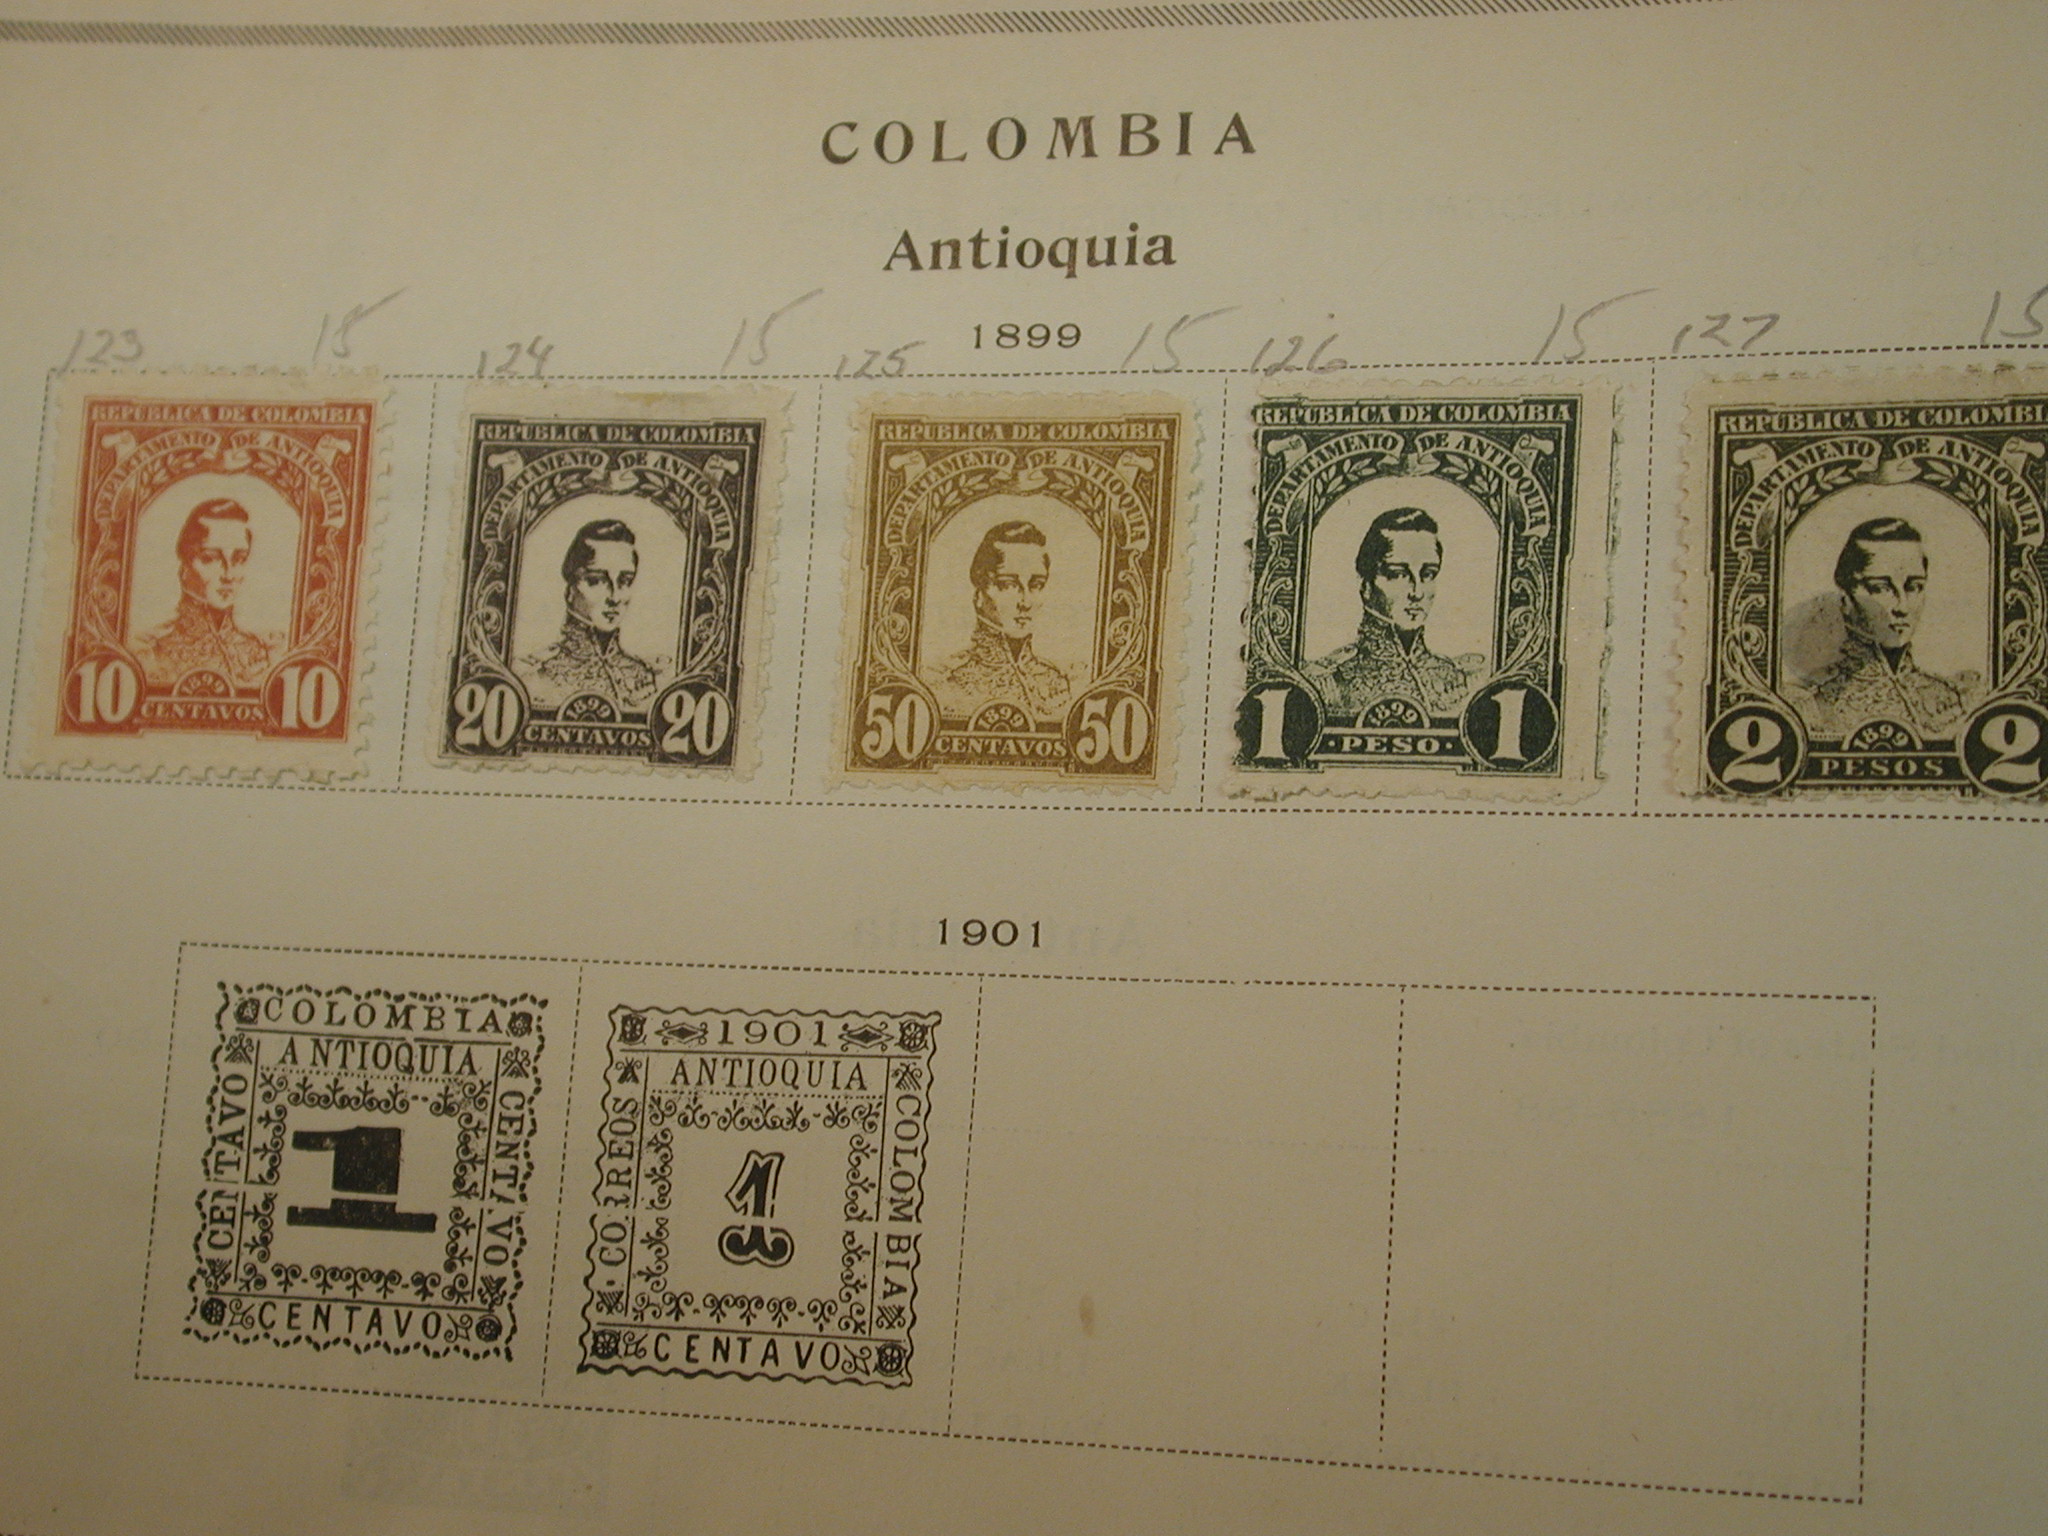 COLOMBIA
Antioquia
1899
123 15 124 15 125 15 126 15 127 15
REPUBLICA DE COLOMBIA
DEPARTAMENTO DE ANTIOQUIA
10 1899 10
CENTAVOS
REPUBLICA DE COLOMBIA
DEPARTAMENTO DE ANTIOQUIA
20 1899 20
CENTAVOS
REPUBLICA DE COLOMBIA
DEPARTAMENTO DE ANTIOQUIA
50 1899 50
CENTAVOS
REPUBLICA DE COLOMBIA
DEPARTAMENTO DE ANTIOQUIA
1 1899 1
·PESO·
REPUBLICA DE COLOMBIA
DEPARTAMENTO DE ANTIOQUIA
2 1899 2
PESOS
1901
COLOMBIA
ANTIOQUIA
CENTAVO
1
CENTAVO
CENTAVO
1901
ANTIOQUIA
CORREOS
1
COLOMBIA
CENTAVO